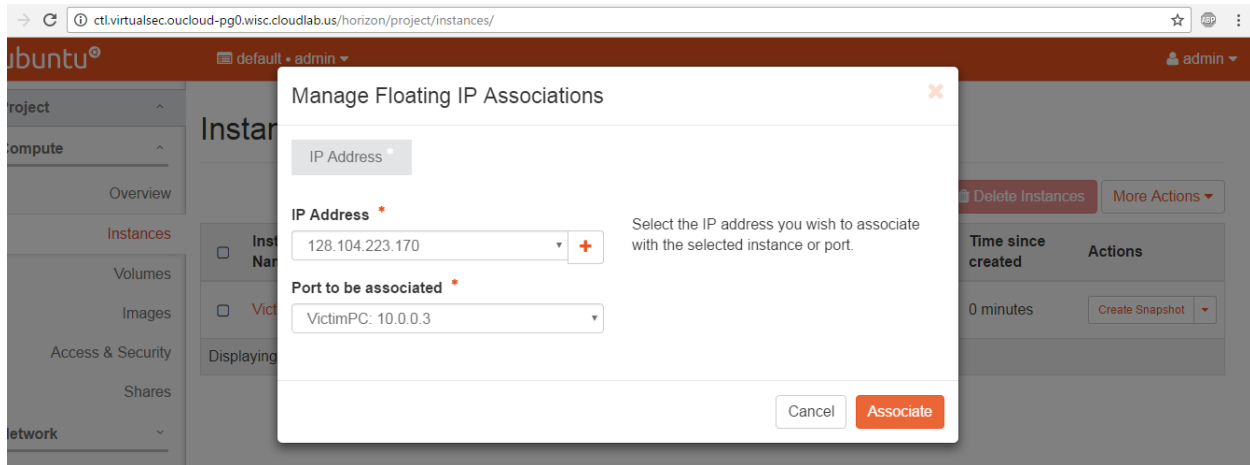 ctl.virtualsec.oucloud-pg0.wisc.cloudlab.us/horizon/project/instances/
ABP
ubuntu®
default • admin
admin
Manage Floating IP Associations
Project
Instan
IP Address *
Compute
Overview
Delete Instances
More Actions
IP Address *
Select the IP address you wish to associate
with the selected instance or port.
Instances
128.104.223.170
+
Inst
Nam
Time since
created
Actions
Volumes
Port to be associated *
Images
Vict
VictimPC: 10.0.0.3
0 minutes
Create Snapshot
Access & Security
Displaying
Shares
Cancel
Associate
Network